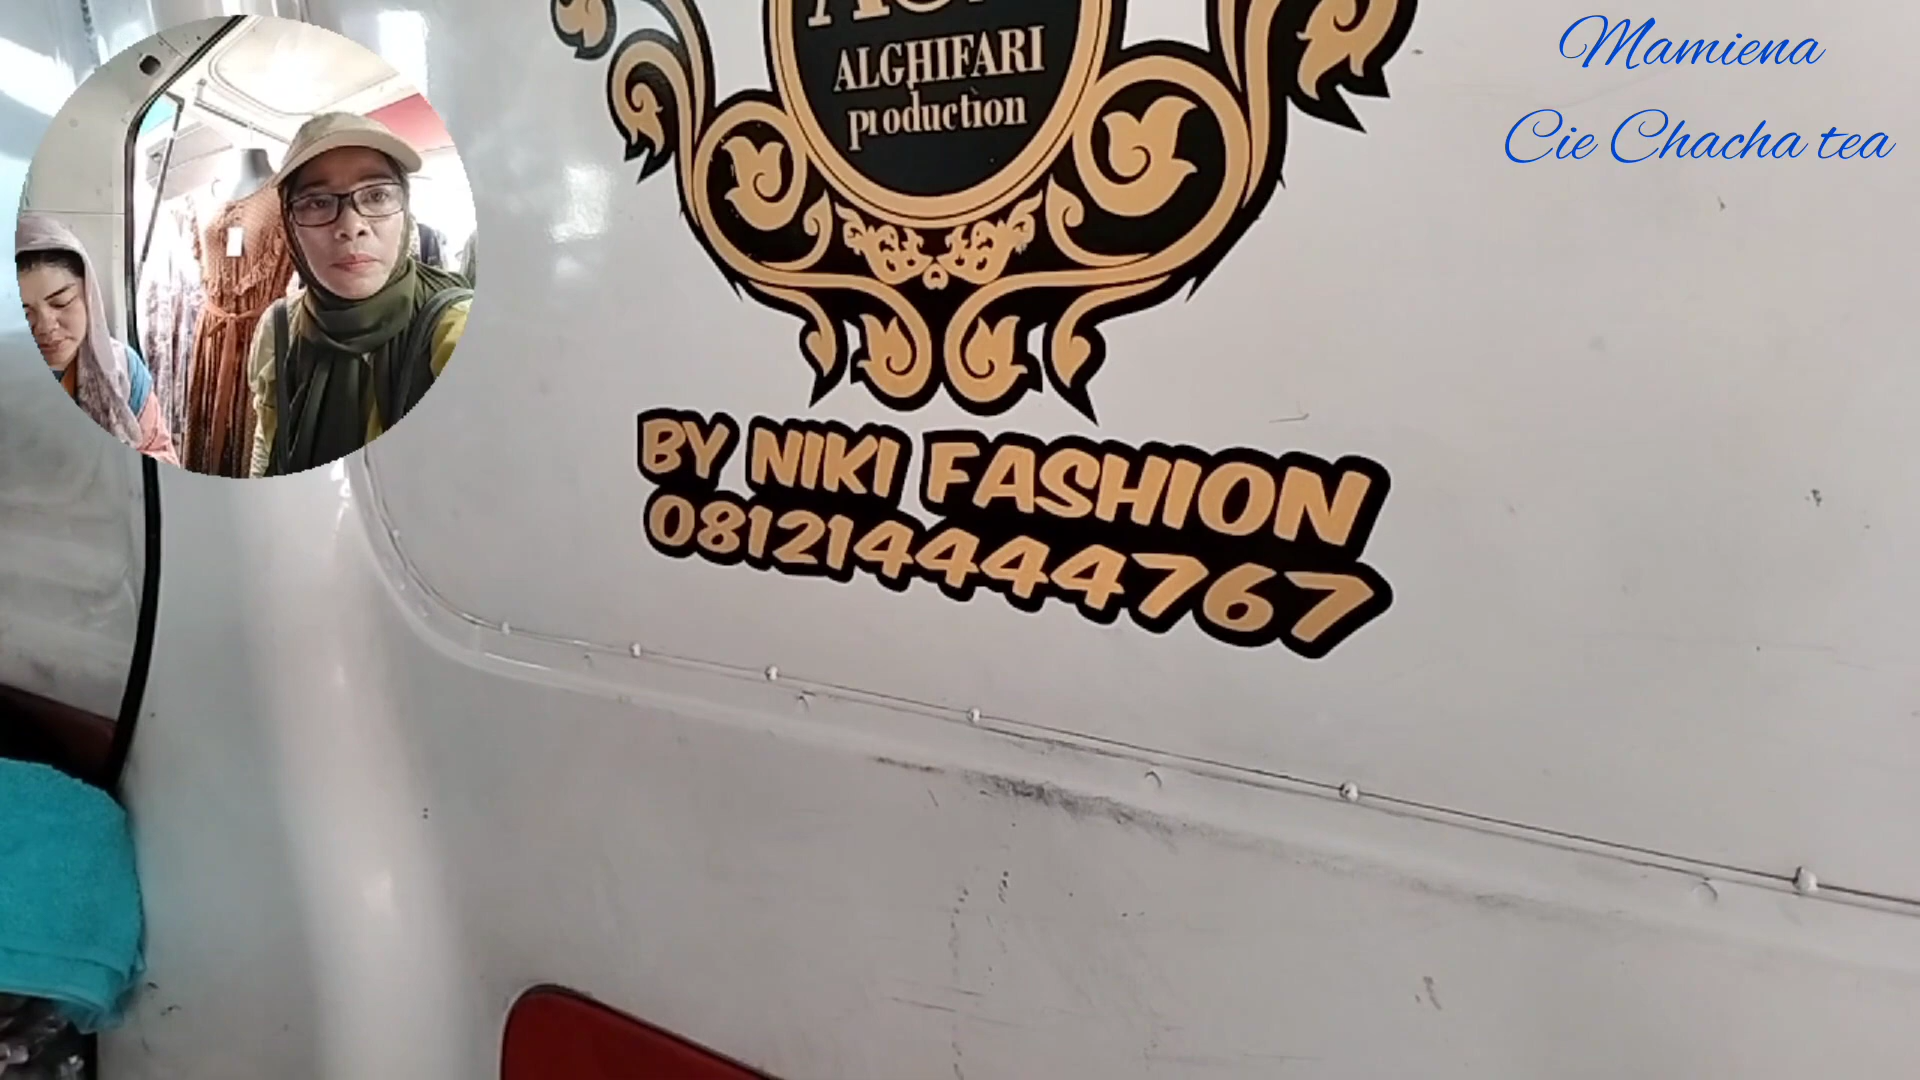 ALGHIFARI
production
BY NIKI FASHION
081214444767
Mamiena
Cie Chacha tea